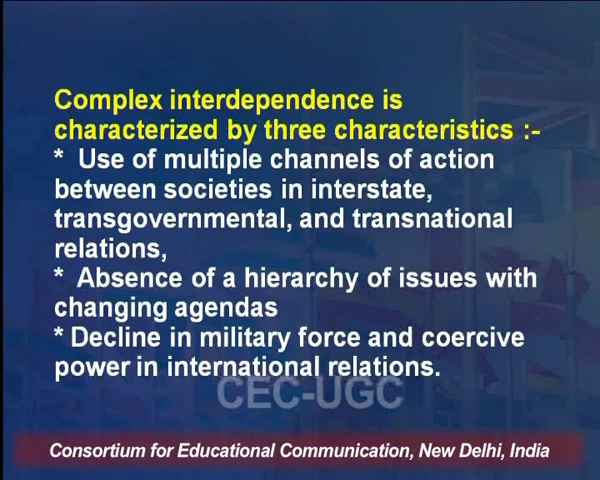 Complex interdependence is
characterized by three characteristics :-
* Use of multiple channels of action
between societies in interstate,
transgovernmental, and transnational
relations,
* Absence of a hierarchy of issues with
changing agendas
* Decline in military force and coercive
power in international relations.
CEC-UGC
Consortium for Educational Communication, New Delhi, India